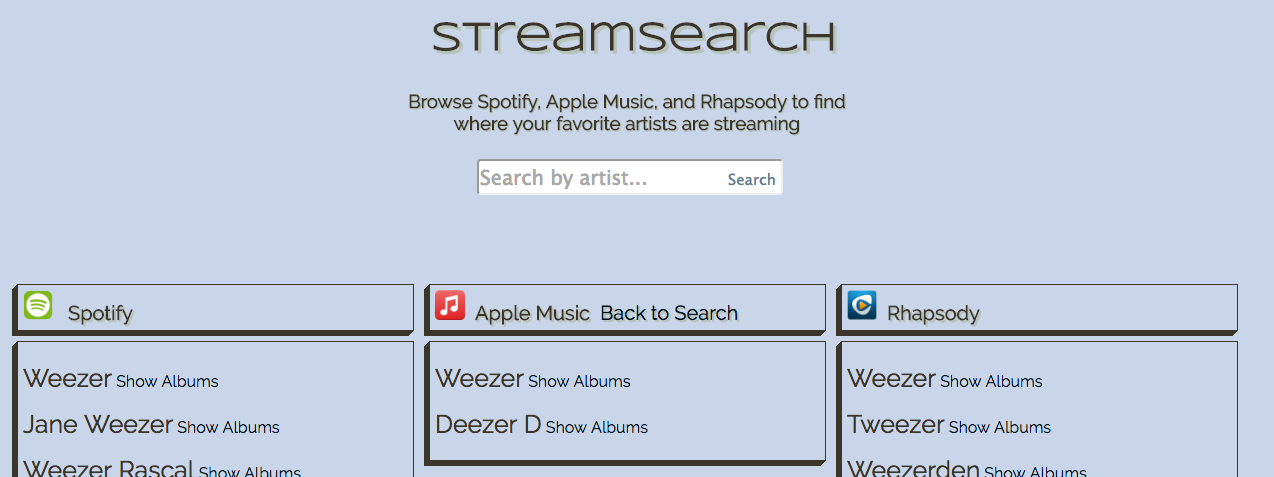 STreamsearcH
Browse Spotify, Apple Music, and Rhapsody to find
where your favorite artists are streaming
Search by artist... Search
Spotify
Apple Music Back to Search
Rhapsody
Weezer Show Albums
Jane Weezer Show Albums
Weezer Rascal Show Albums
Weezer Show Albums
Deezer D Show Albums
Weezer Show Albums
Tweezer Show Albums
Weezerden Show Albums